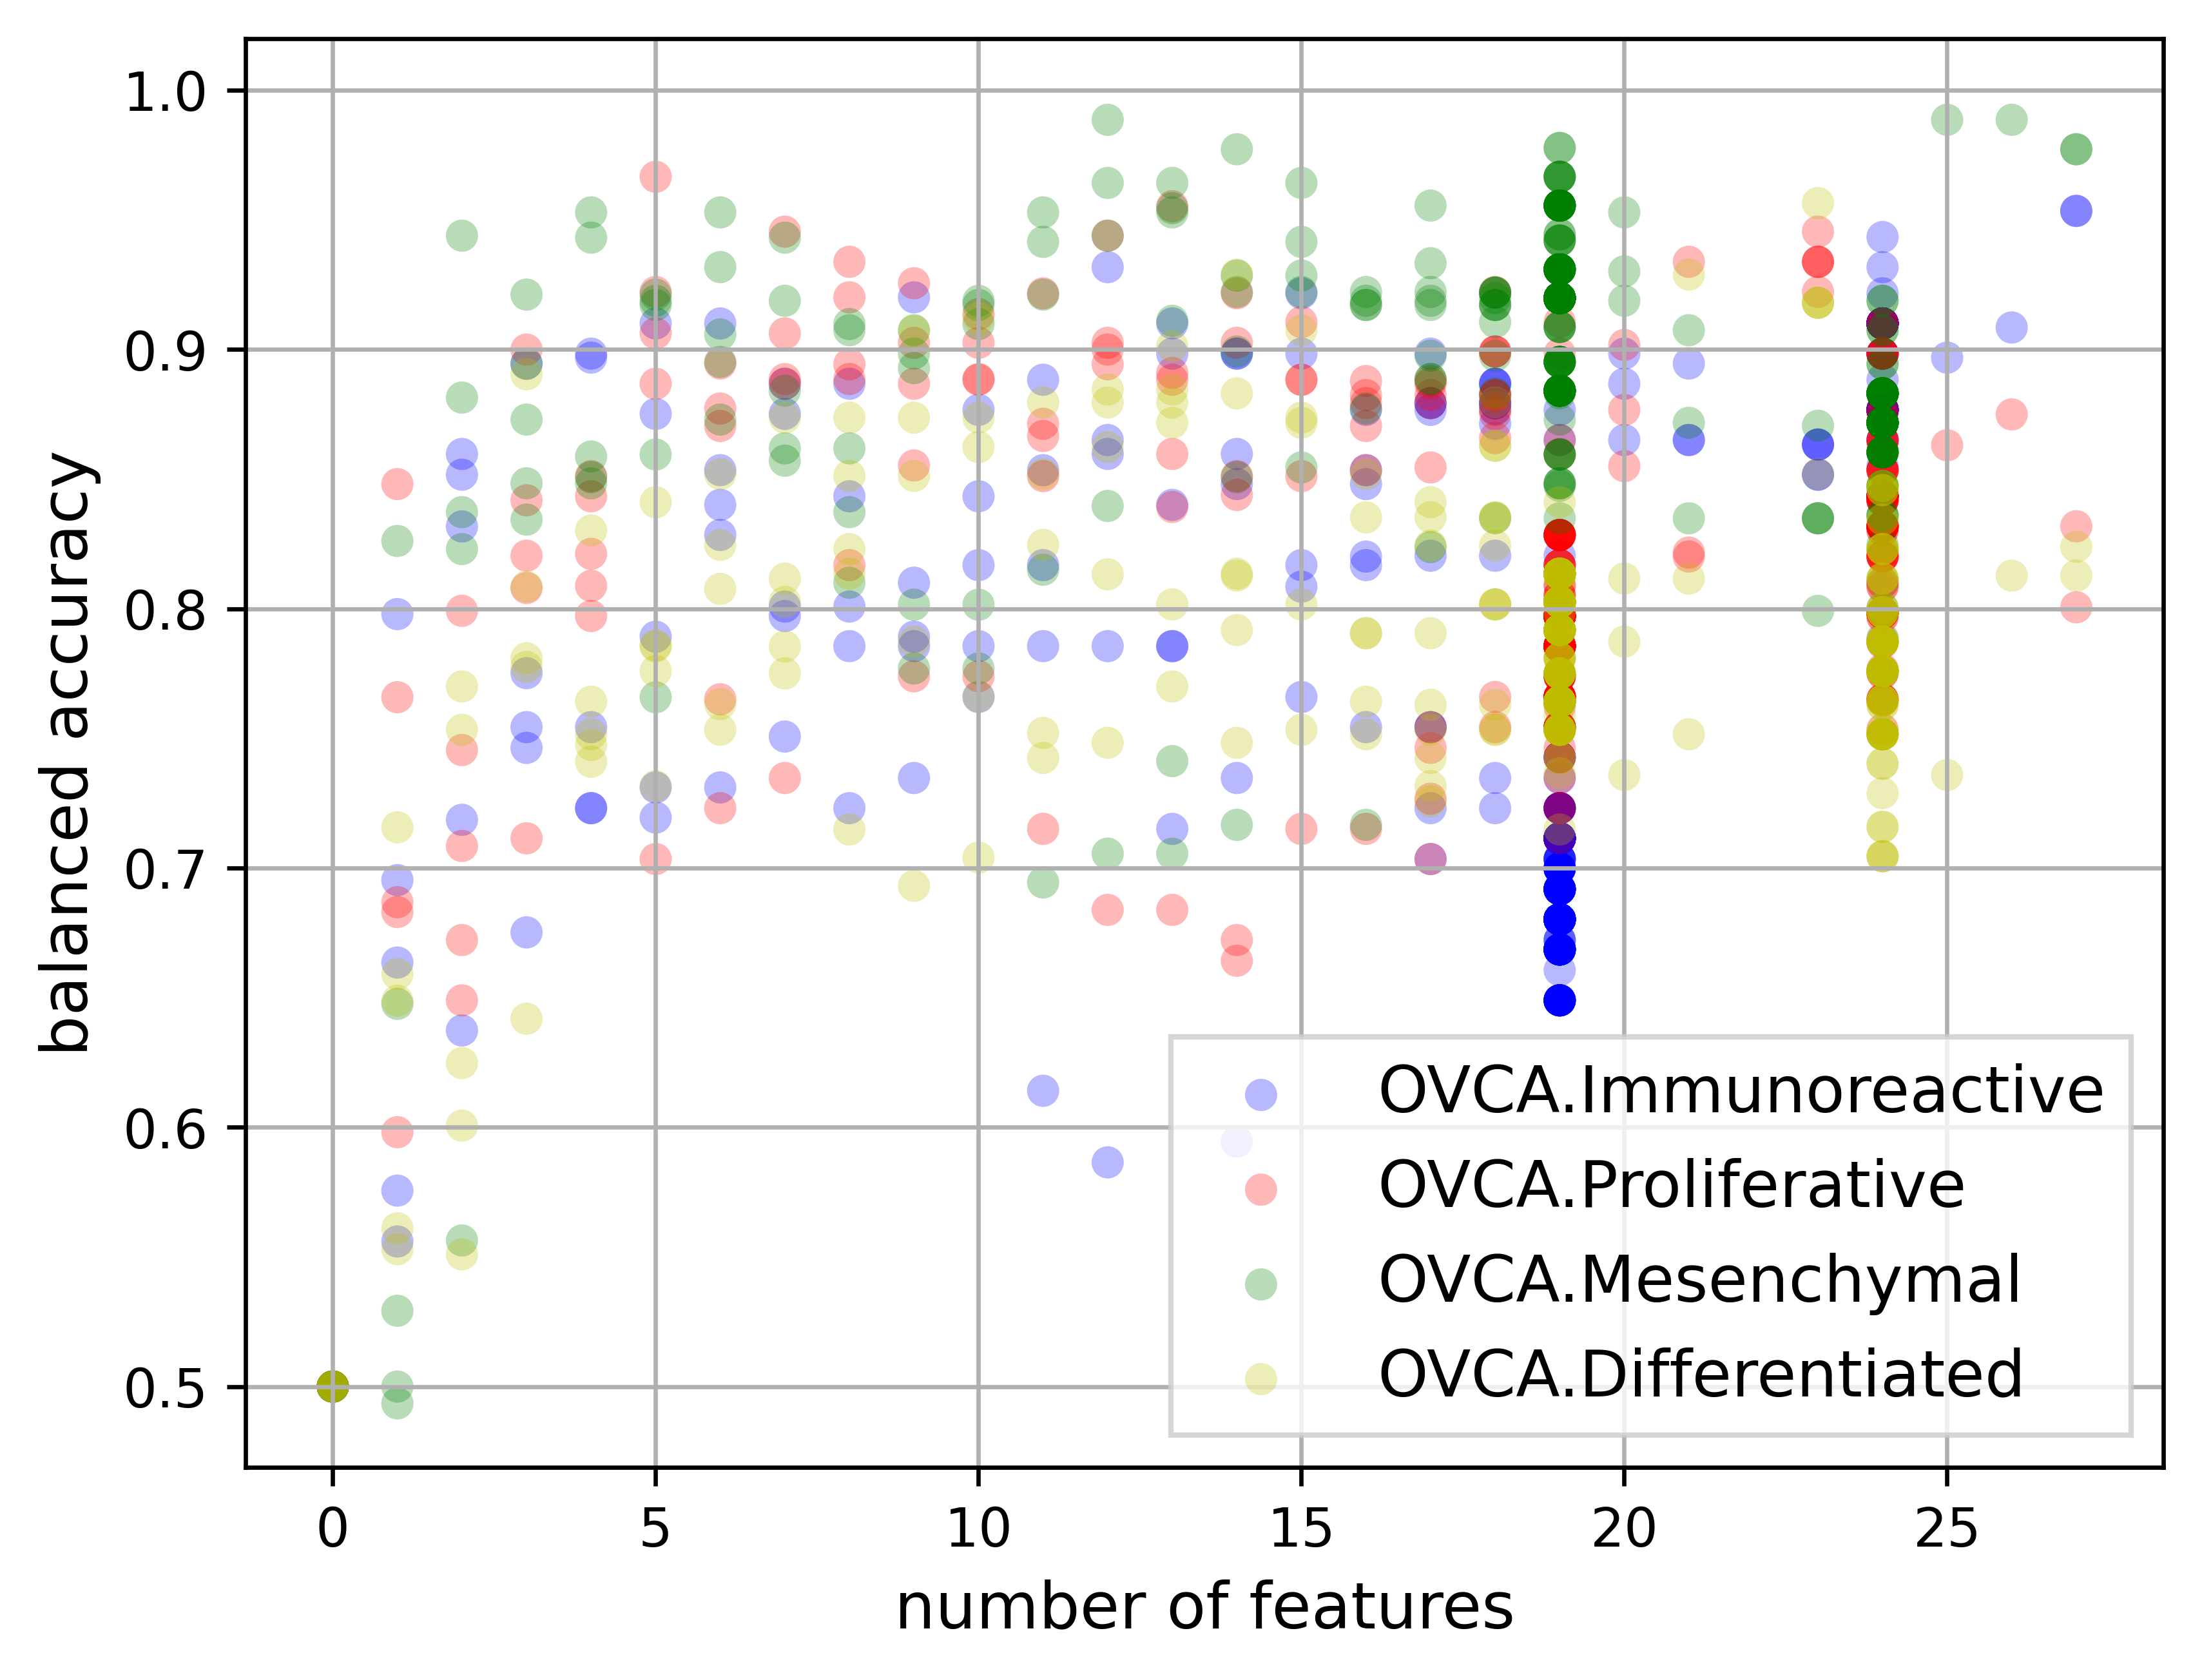 1.0
0.9
0.8
0.7
0.6
0.5
balanced accuracy
OVCA.Immunoreactive
OVCA.Proliferative
OVCA.Mesenchymal
OVCA.Differentiated
0 5 10 15 20 25
number of features